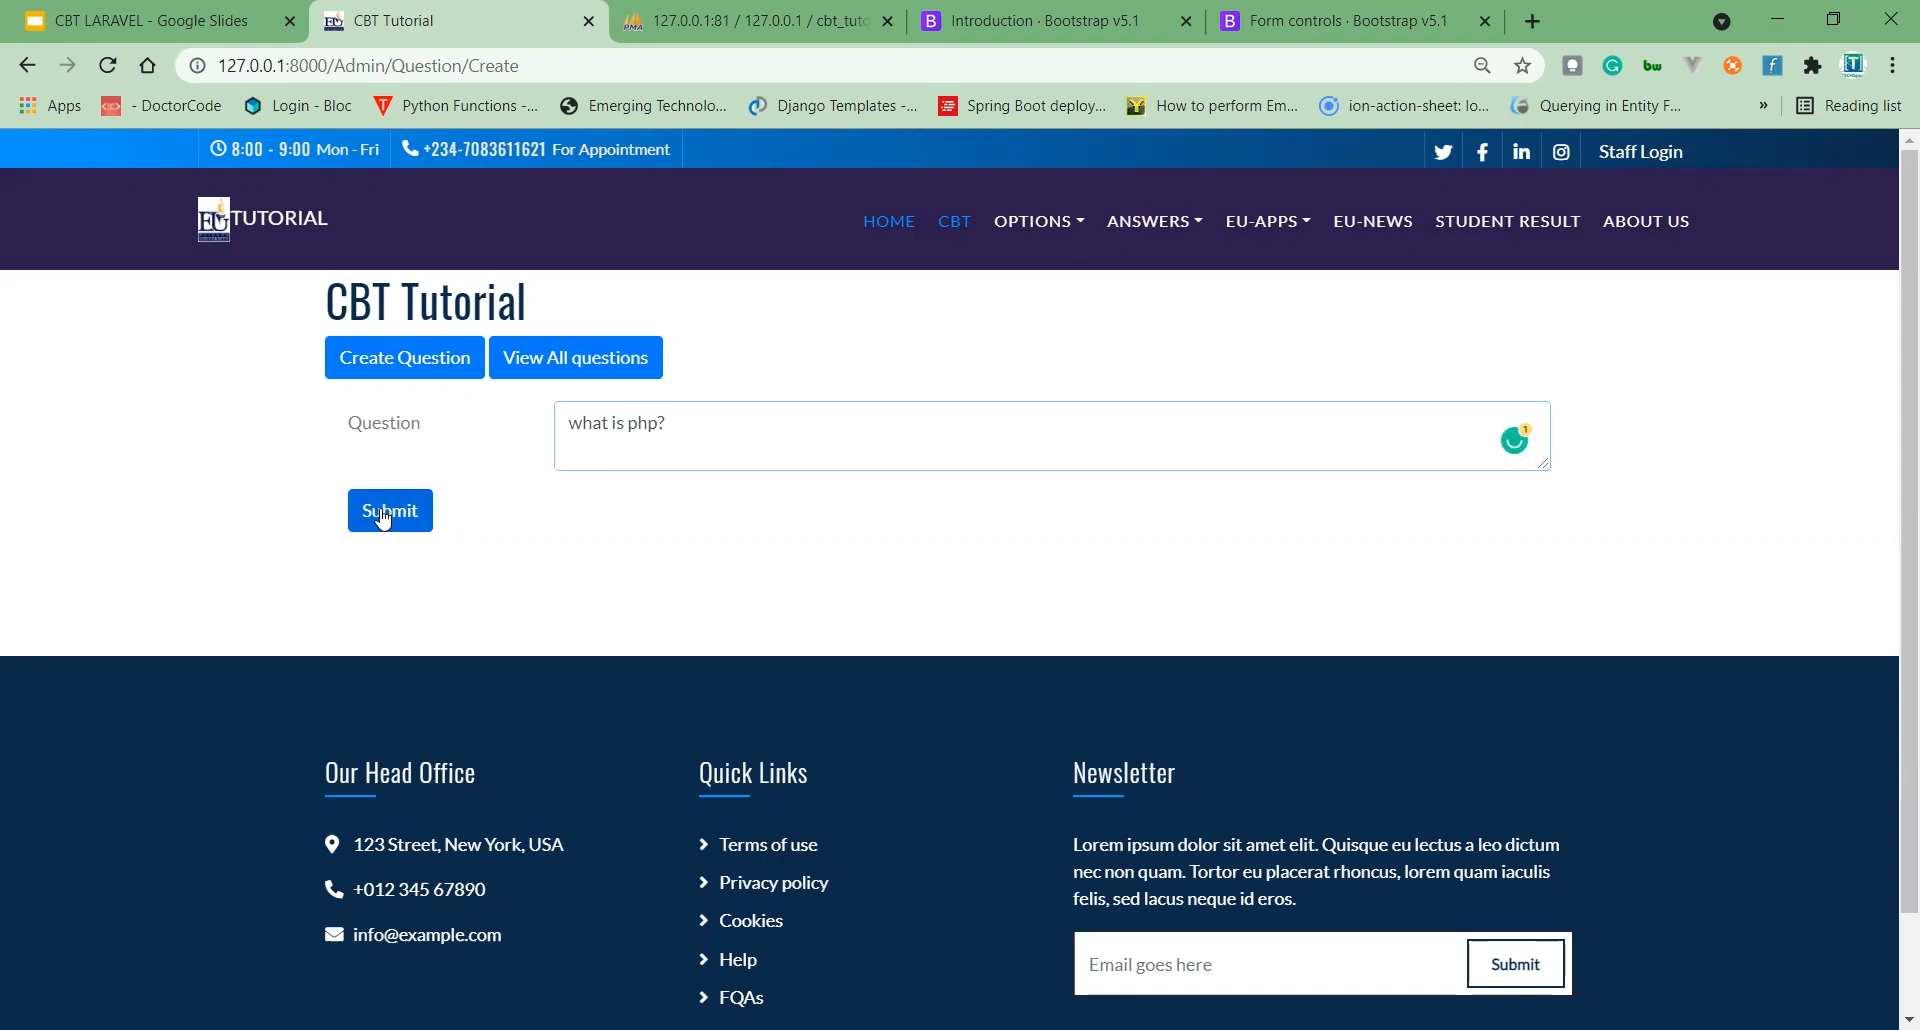 CBT LARAVEL - Google Slides
CBT Tutorial
127.0.0.1:81 / 127.0.0.1 / cbt_tuto
Introduction · Bootstrap v5.1
Form controls · Bootstrap v5.1
127.0.0.1:8000/Admin/Question/Create
Apps
- DoctorCode
Login - Bloc
Python Functions -...
Emerging Technolo...
Django Templates -...
Spring Boot deploy...
How to perform Em...
ion-action-sheet: Io...
Querying in Entity F...
»
Reading list
8:00 - 9:00 Mon - Fri
+234-7083611621 For Appointment
Staff Login
EU TUTORIAL
HOME
CBT
OPTIONS
ANSWERS
EU-APPS
EU-NEWS
STUDENT RESULT
ABOUT US
CBT Tutorial
Create Question
View All questions
Question
what is php?
1
Submit
Our Head Office
123 Street, New York, USA
+012 345 67890
info@example.com
Quick Links
Terms of use
Privacy policy
Cookies
Help
FQAs
Newsletter
Lorem ipsum dolor sit amet elit. Quisque eu lectus a leo dictum
nec non quam. Tortor eu placerat rhoncus, lorem quam iaculis
felis, sed lacus neque id eros.
Email goes here
Submit